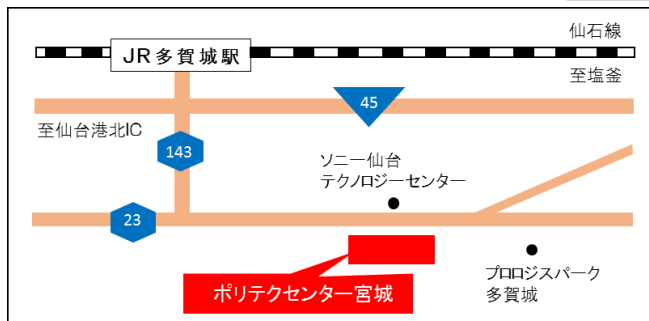 仙石線
JR多賀城駅
至塩釜
45
至仙台港北IC
143
ソニー仙台
テクノロジーセンター
23
プロロジスパーク
多賀城
ポリテクセンター宮城